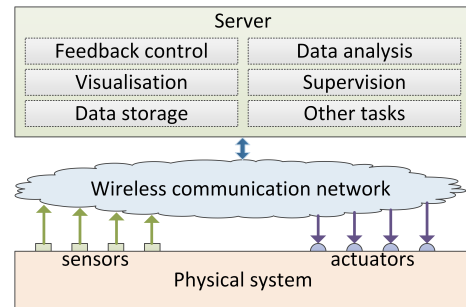 Server
Feedback control
Data analysis
Visualisation
Supervision
Data storage
Other tasks
Wireless communication network
sensors
actuators
Physical system